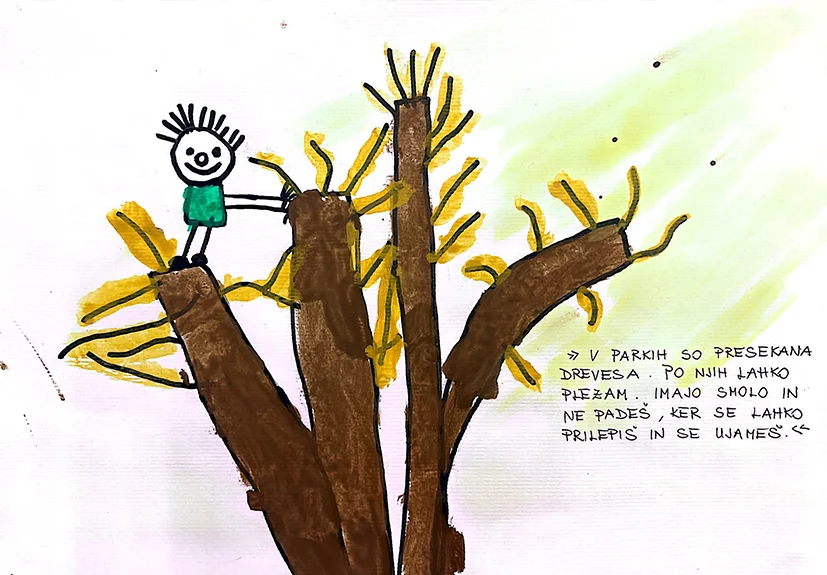 » V PARKIH SO PRESEKANA
DREVESA. PO NJIH LAHKO
PLEŽAM. IMAJO SMOLO IN
NE PADEŠ, KER SE LAHKO
PRILEPIŠ IN SE UJAMEŠ.«